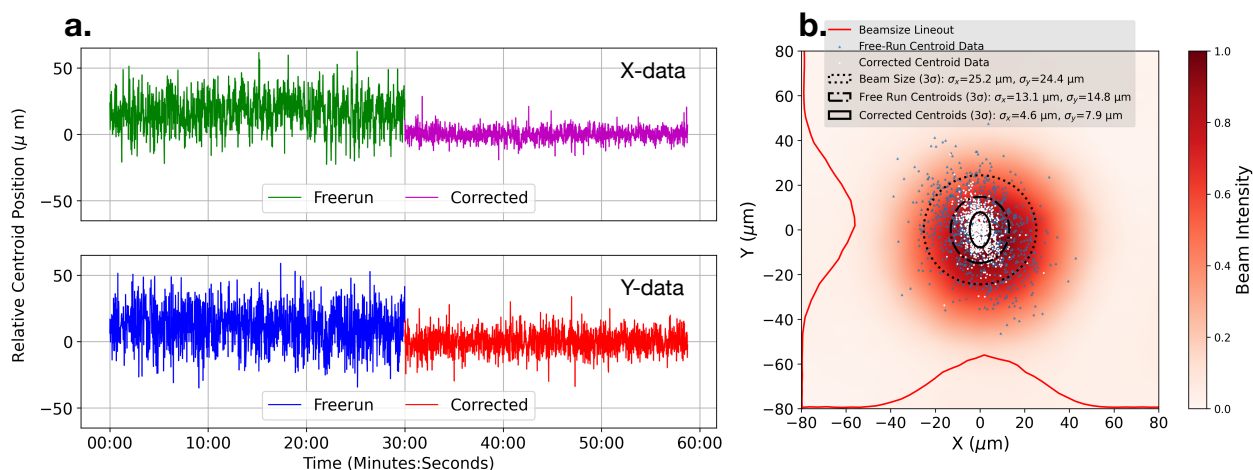 a.
Relative Centroid Position (μ m)
50
0
−50
X-data
Freerun
Corrected
50
0
−50
Y-data
Freerun
Corrected
00:00
10:00
20:00
30:00
40:00
50:00
60:00
Time (Minutes:Seconds)
b.
Beamsize Lineout
Free-Run Centroid Data
Corrected Centroid Data
Beam Size (3σ): σx=25.2 μm, σy=24.4 μm
Free Run Centroids (3σ): σx=13.1 μm, σy=14.8 μm
Corrected Centroids (3σ): σx=4.6 μm, σy=7.9 μm
Y (μm)
80
60
40
20
0
−20
−40
−60
−80
−80
−60
−40
−20
0
20
40
60
80
X (μm)
1.0
0.8
0.6
0.4
0.2
0.0
Beam Intensity